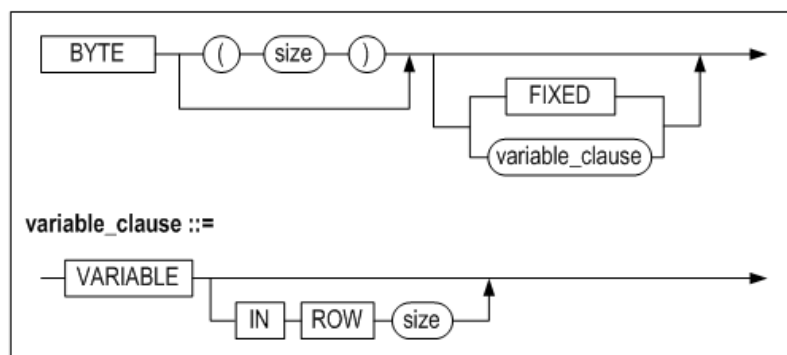 BYTE ( size )
FIXED
variable_clause
variable_clause ::=
VARIABLE
IN ROW size